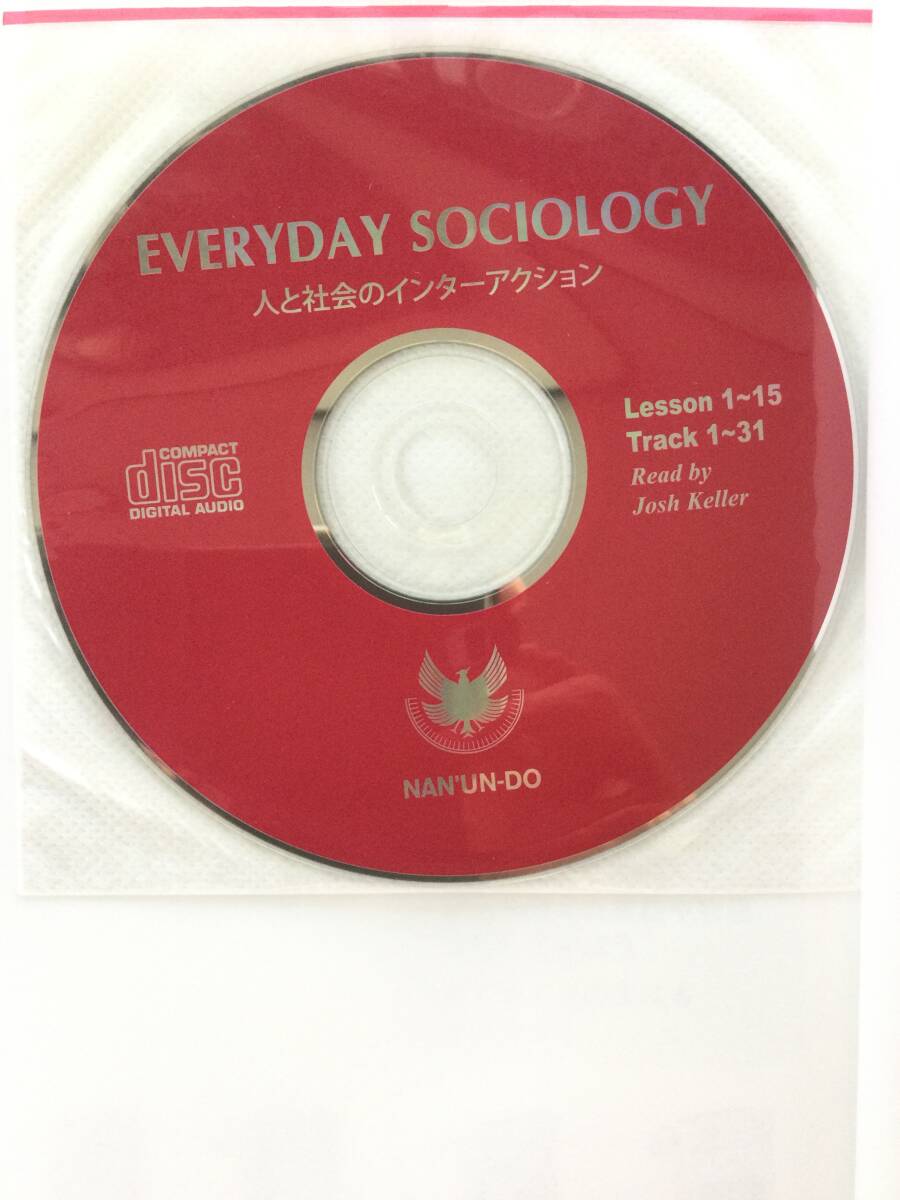 EVERYDAY SOCIOLOGY
人と社会のインターアクション
Lesson 1~15
Track 1~31
Read by
Josh Keller
COMPACT
disc
DIGITAL AUDIO
NAN'UN-DO